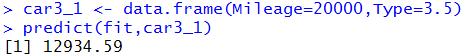 > car3_1 <- data.frame(Mileage=20000,Type=3.5)
> predict(fit,car3_1)
[1] 12934.59